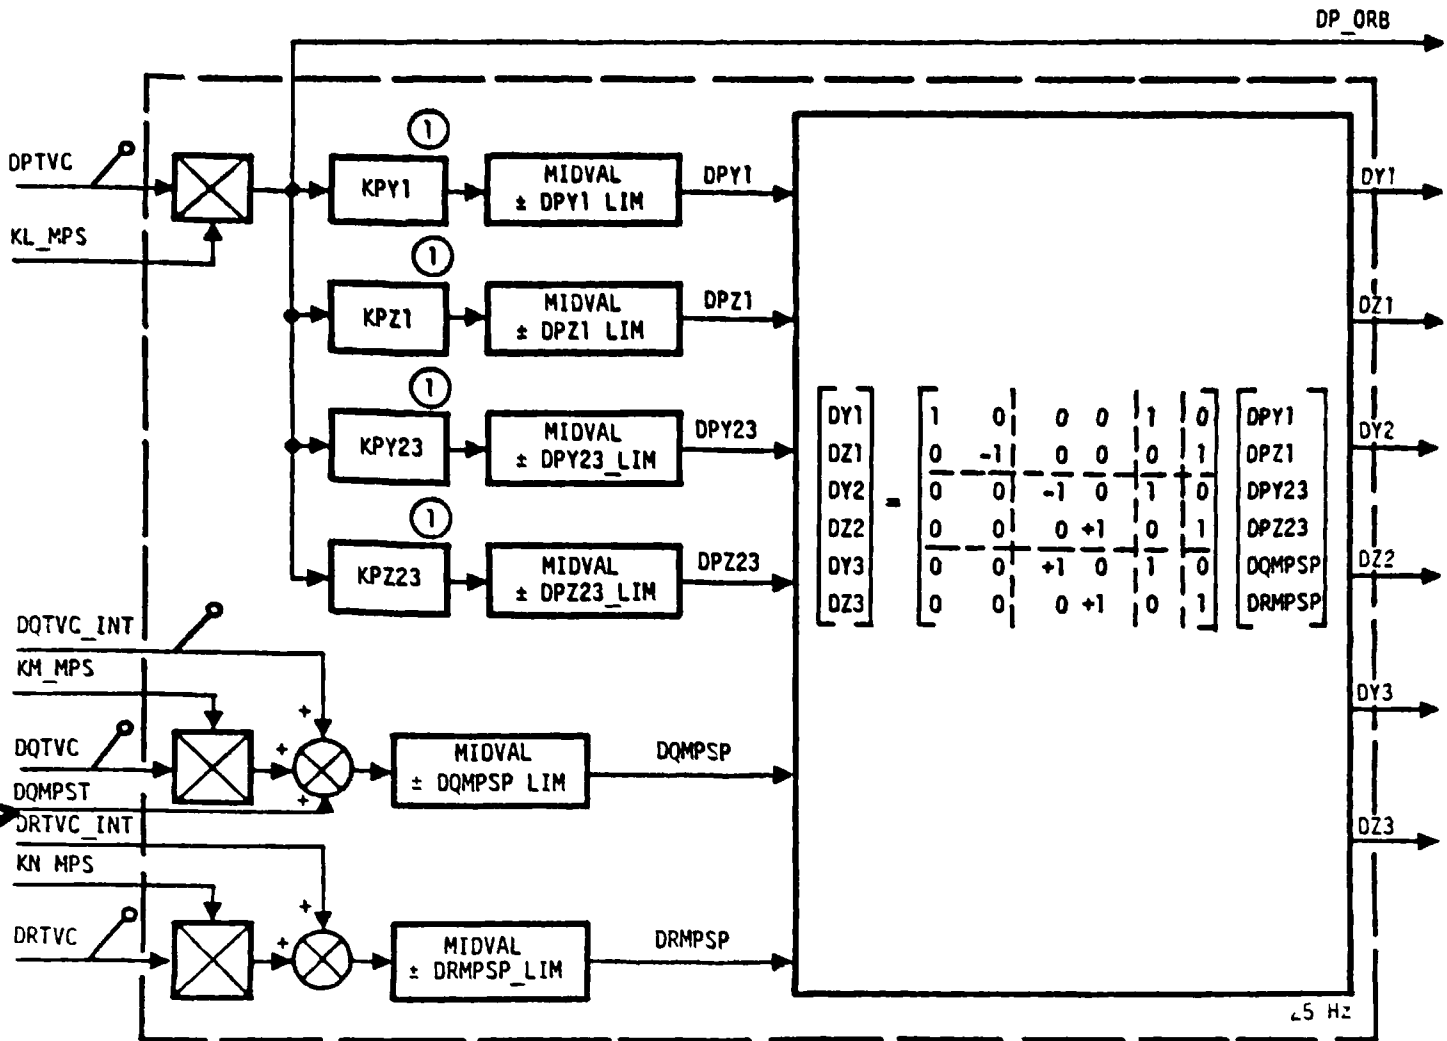 DP_ORB
DPTVC
KL_MPS
1
KPY1
MIDVAL
± DPY1 LIM
DPY1
1
KPZ1
MIDVAL
± DPZ1 LIM
DPZ1
1
KPY23
MIDVAL
± DPY23_LIM
DPY23
1
KPZ23
MIDVAL
± DPZ23_LIM
DPZ23
DQTVC_INT
KM_MPS
DQTVC
DQMPST
+
+
+
MIDVAL
± DQMPSP LIM
DQMPSP
DRTVC_INT
KN MPS
DRTVC
+
+
MIDVAL
± DRMPSP_LIM
DRMPSP
DY1 1 0 0 0 1 0 DPY1
DZ1 0 -1 0 0 0 1 DPZ1
DY2 = 0 0 -1 0 1 0 DPY23
DZ2 0 0 0 +1 0 1 DPZ23
DY3 0 0 +1 0 1 0 DQMPSP
DZ3 0 0 0 +1 0 1 DRMPSP
DY1
DZ1
DY2
DZ2
DY3
DZ3
25 Hz